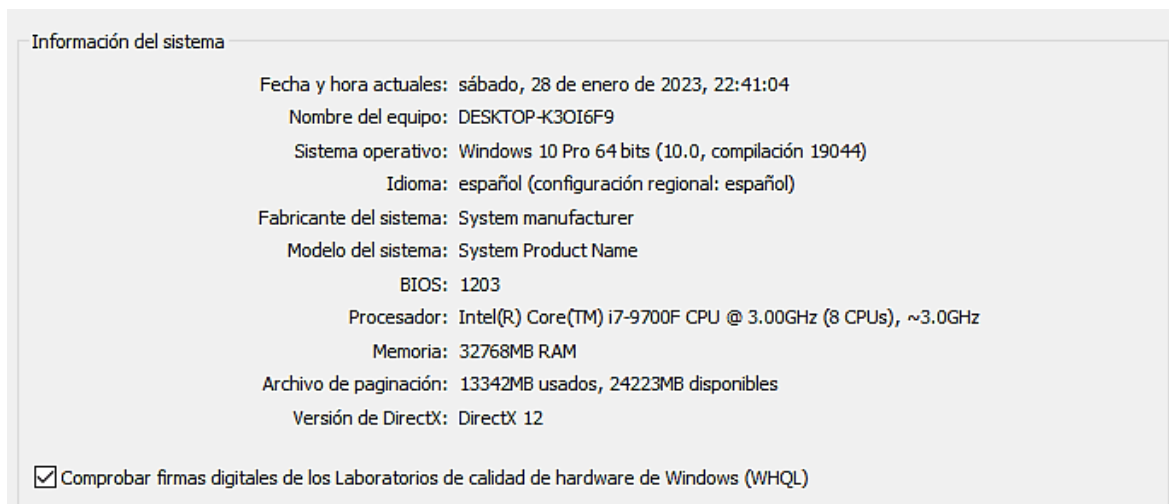 Información del sistema
Fecha y hora actuales: sábado, 28 de enero de 2023, 22:41:04
Nombre del equipo: DESKTOP-K3OI6F9
Sistema operativo: Windows 10 Pro 64 bits (10.0, compilación 19044)
Idioma: español (configuración regional: español)
Fabricante del sistema: System manufacturer
Modelo del sistema: System Product Name
BIOS: 1203
Procesador: Intel(R) Core(TM) i7-9700F CPU @ 3.00GHz (8 CPUs), ~3.0GHz
Memoria: 32768MB RAM
Archivo de paginación: 13342MB usados, 24223MB disponibles
Versión de DirectX: DirectX 12
Comprobar firmas digitales de los Laboratorios de calidad de hardware de Windows (WHQL)